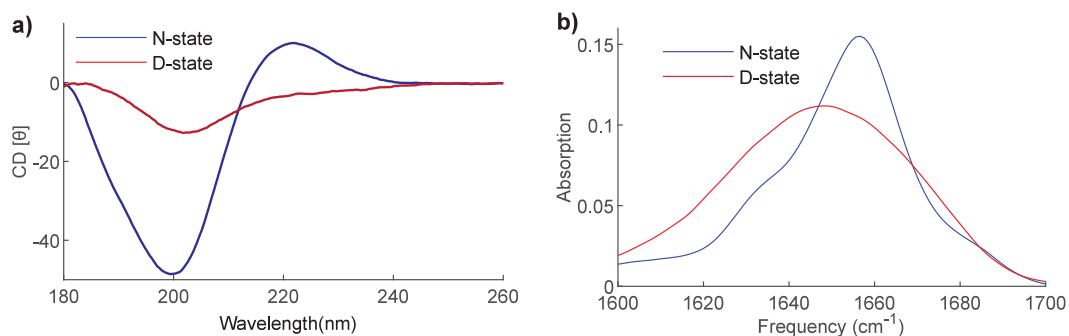 a)
N-state
D-state
CD [θ]
0
-20
-40
180 200 220 240 260
Wavelength(nm)
b)
N-state
D-state
Absorption
0.15
0.1
0.05
0
1600 1620 1640 1660 1680 1700
Frequency (cm⁻¹)